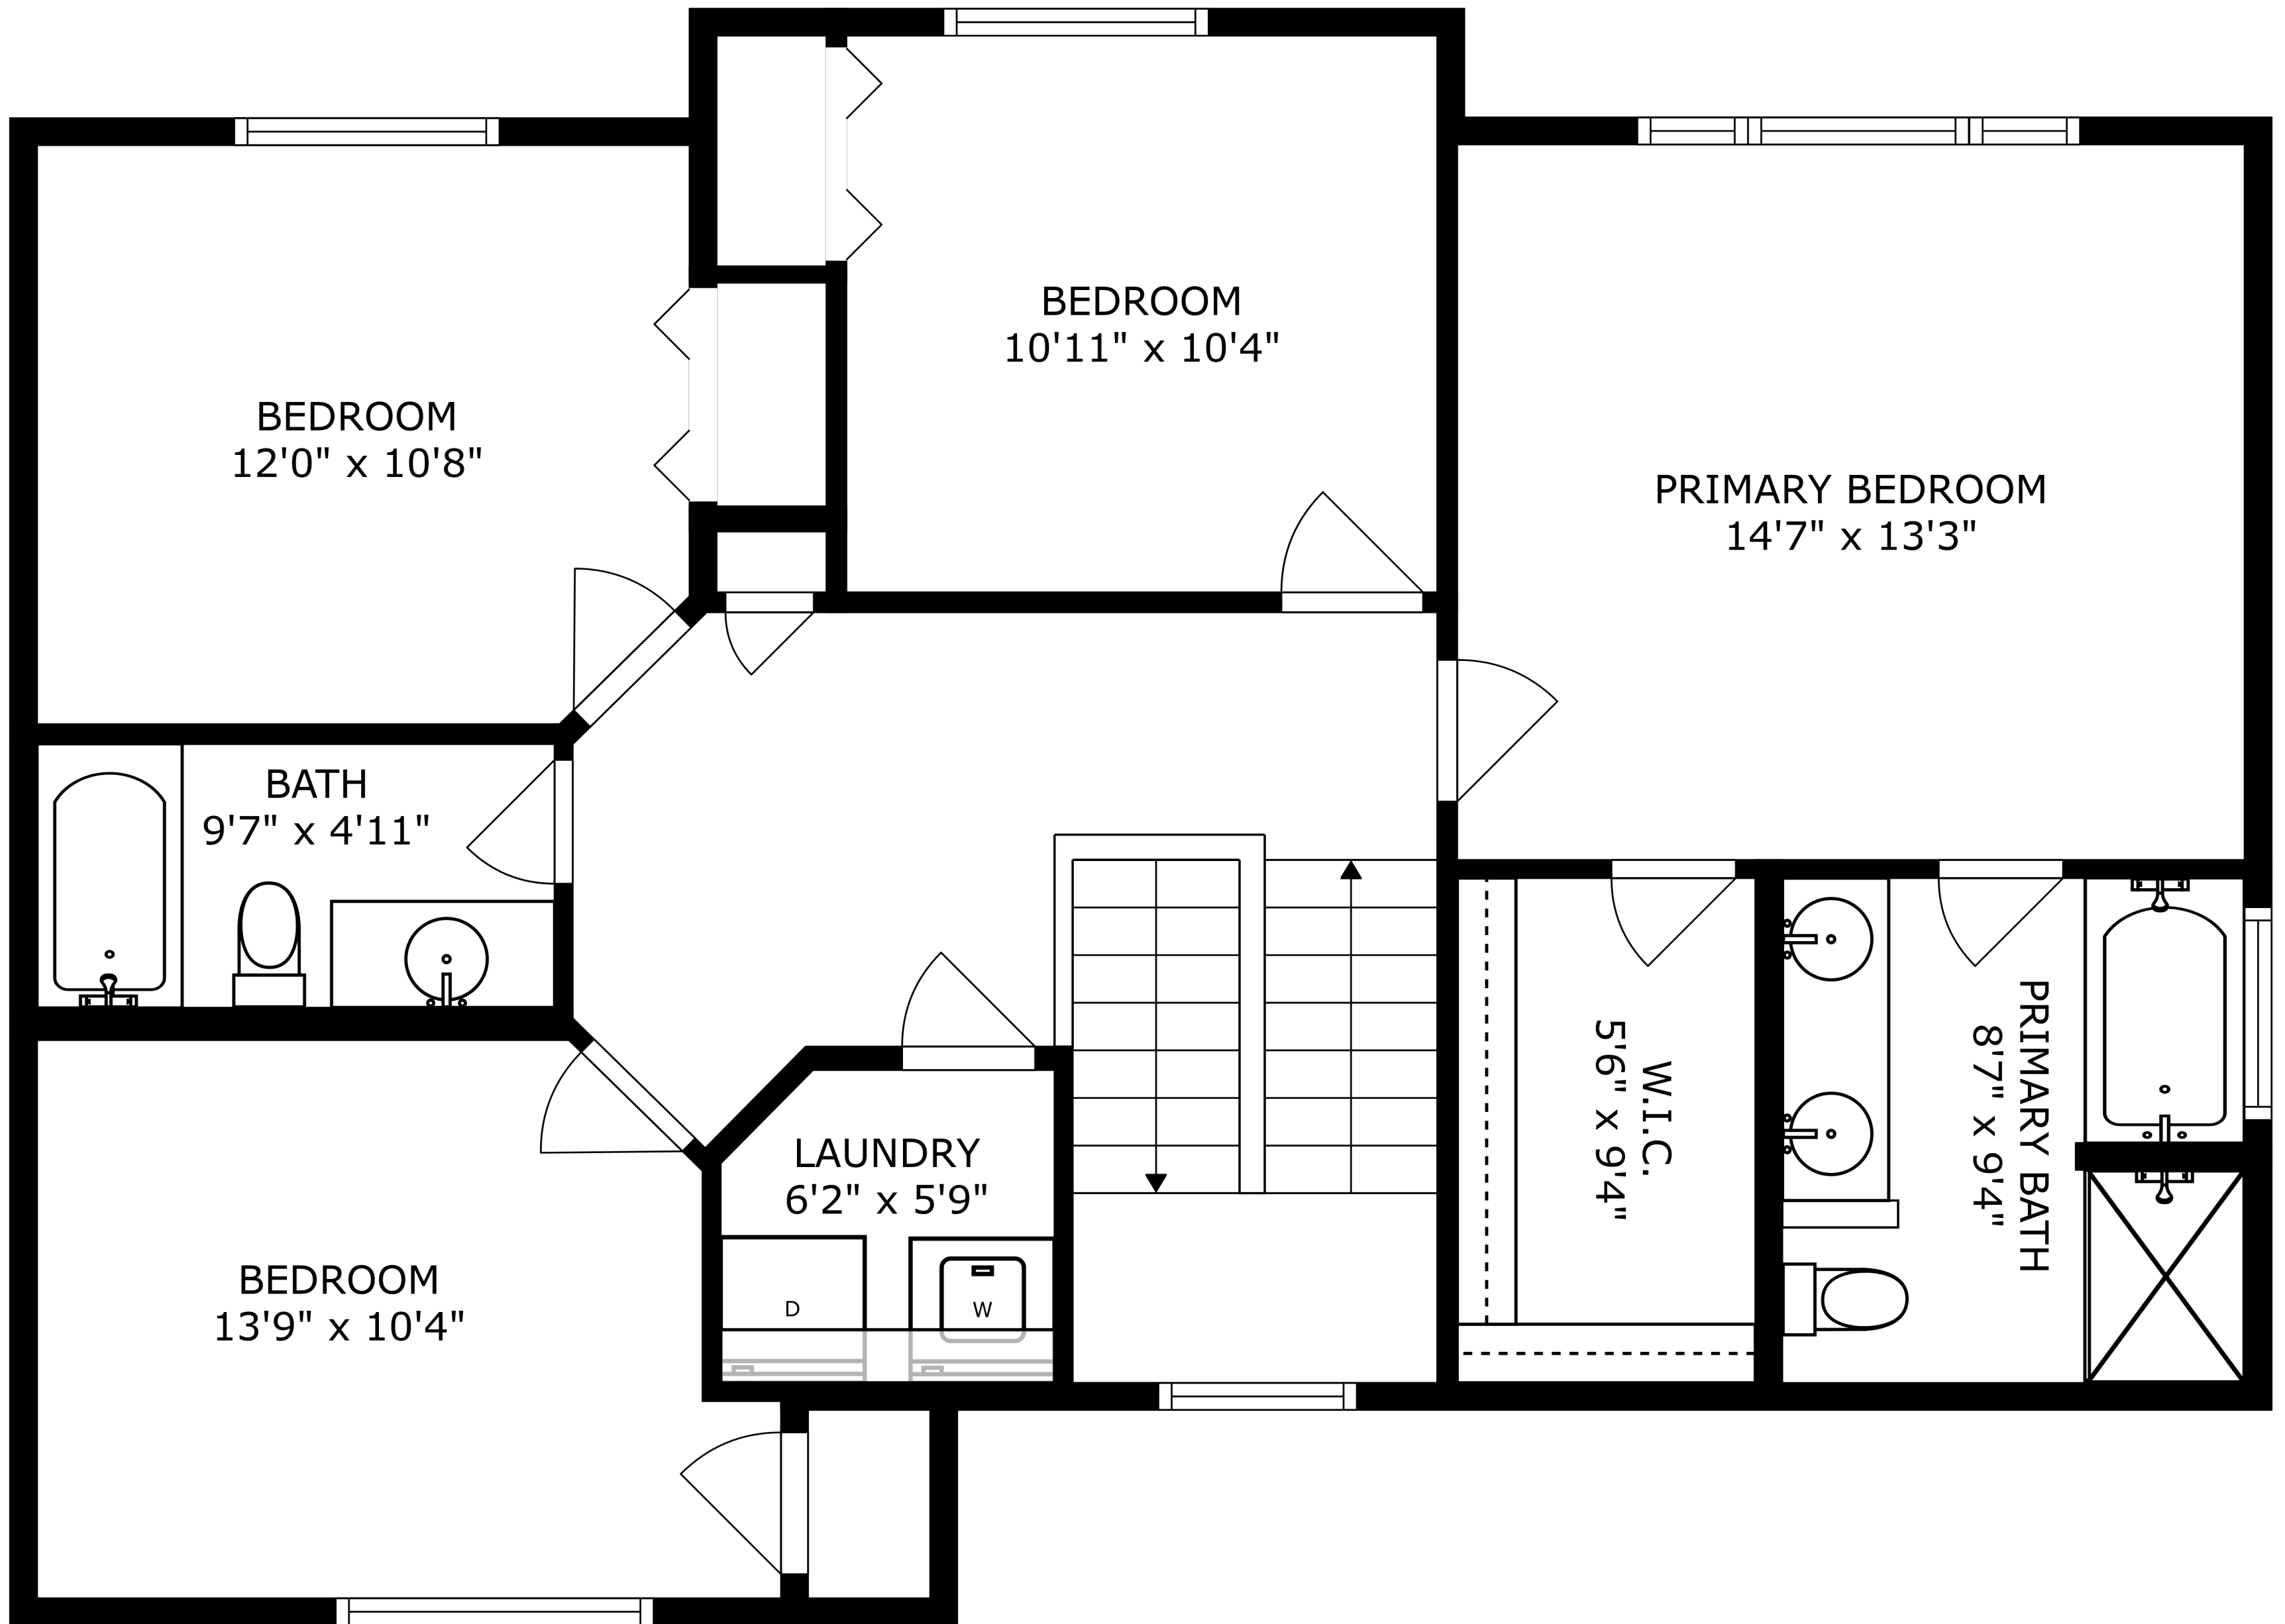 BEDROOM
10'11" x 10'4"
BEDROOM
12'0" x 10'8"
PRIMARY BEDROOM
14'7" x 13'3"
BATH
9'7" x 4'11"
W.I.C.
5'6" x 9'4"
PRIMARY BATH
8'7" x 9'4"
LAUNDRY
6'2" x 5'9"
D
W
BEDROOM
13'9" x 10'4"